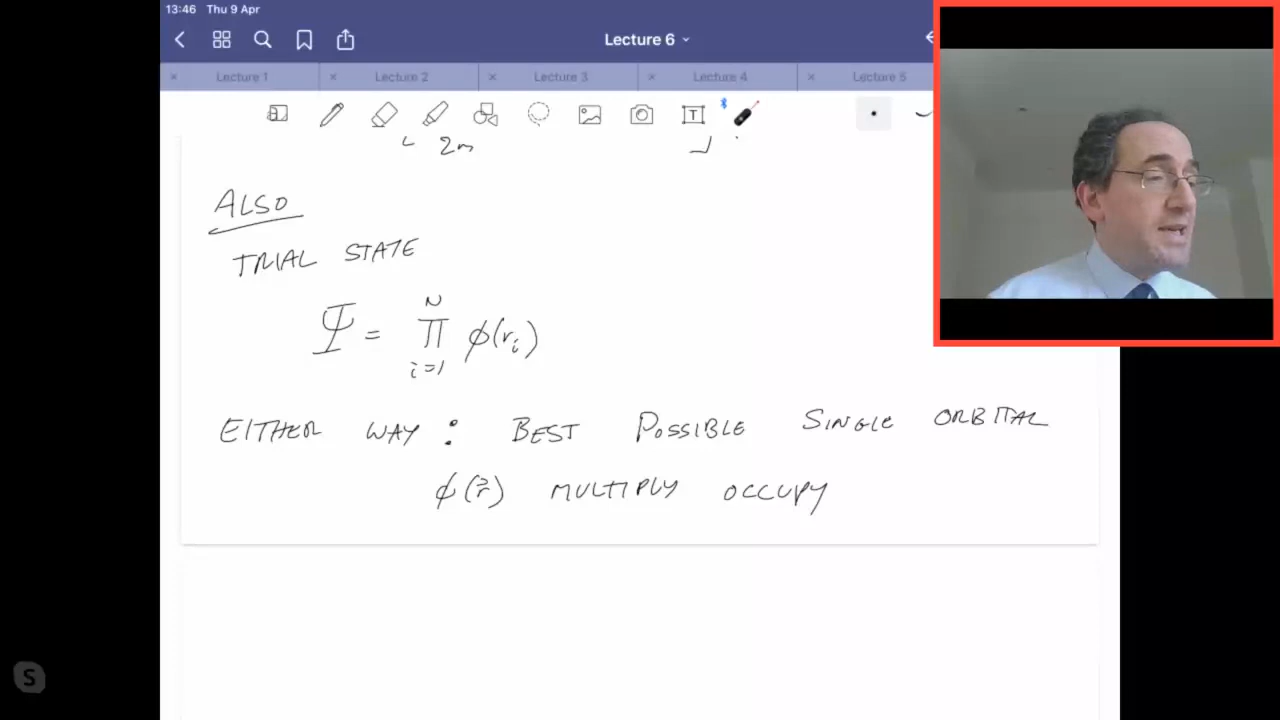 13:46 Thu 9 Apr
Lecture 6
Lecture 1 Lecture 2 Lecture 3 Lecture 4 Lecture 5
T
2m
ALSO
TRIAL STATE
N
Ψ = ∏ φ(rᵢ)
i=1
EITHER WAY : BEST POSSIBLE SINGLE ORBITAL
φ(r⃗) MULTIPLY OCCUPY
S